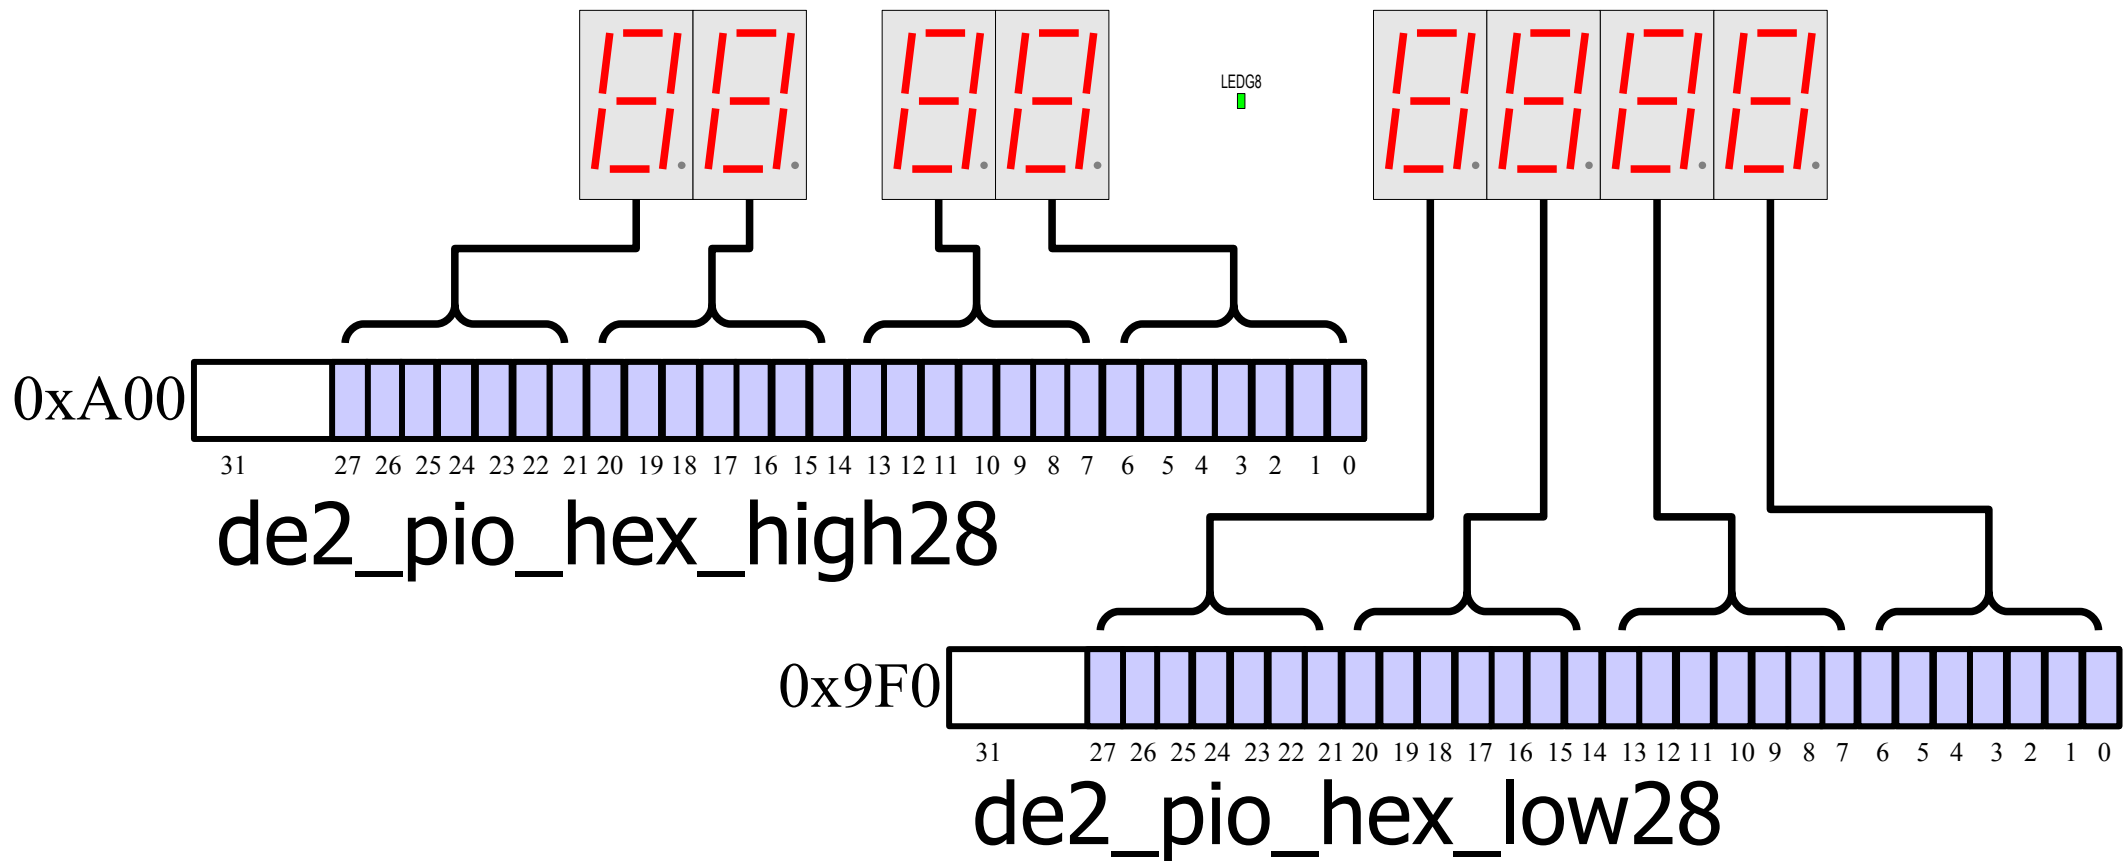 LEDG8
0xA00
31 27 26 25 24 23 22 21 20 19 18 17 16 15 14 13 12 11 10 9 8 7 6 5 4 3 2 1 0
de2_pio_hex_high28
0x9F0
31 27 26 25 24 23 22 21 20 19 18 17 16 15 14 13 12 11 10 9 8 7 6 5 4 3 2 1 0
de2_pio_hex_low28